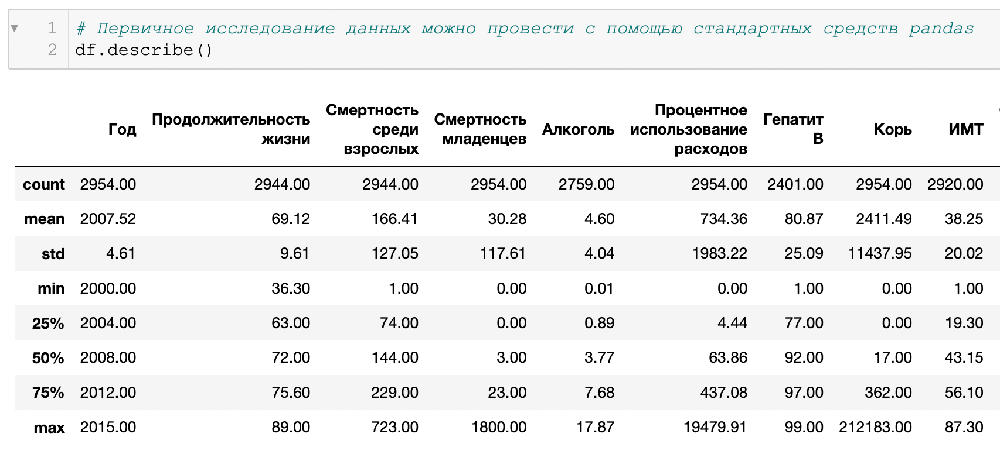 1 # Первичное исследование данных можно провести с помощью стандартных средств pandas
2 df.describe()
Год Продолжительность жизни Смертность среди взрослых Смертность младенцев Алкоголь Процентное использование расходов Гепатит В Корь ИМТ
count 2954.00 2944.00 2944.00 2954.00 2759.00 2954.00 2401.00 2954.00 2920.00
mean 2007.52 69.12 166.41 30.28 4.60 734.36 80.87 2411.49 38.25
std 4.61 9.61 127.05 117.61 4.04 1983.22 25.09 11437.95 20.02
min 2000.00 36.30 1.00 0.00 0.01 0.00 1.00 0.00 1.00
25% 2004.00 63.00 74.00 0.00 0.89 4.44 77.00 0.00 19.30
50% 2008.00 72.00 144.00 3.00 3.77 63.86 92.00 17.00 43.15
75% 2012.00 75.60 229.00 23.00 7.68 437.08 97.00 362.00 56.10
max 2015.00 89.00 723.00 1800.00 17.87 19479.91 99.00 212183.00 87.30